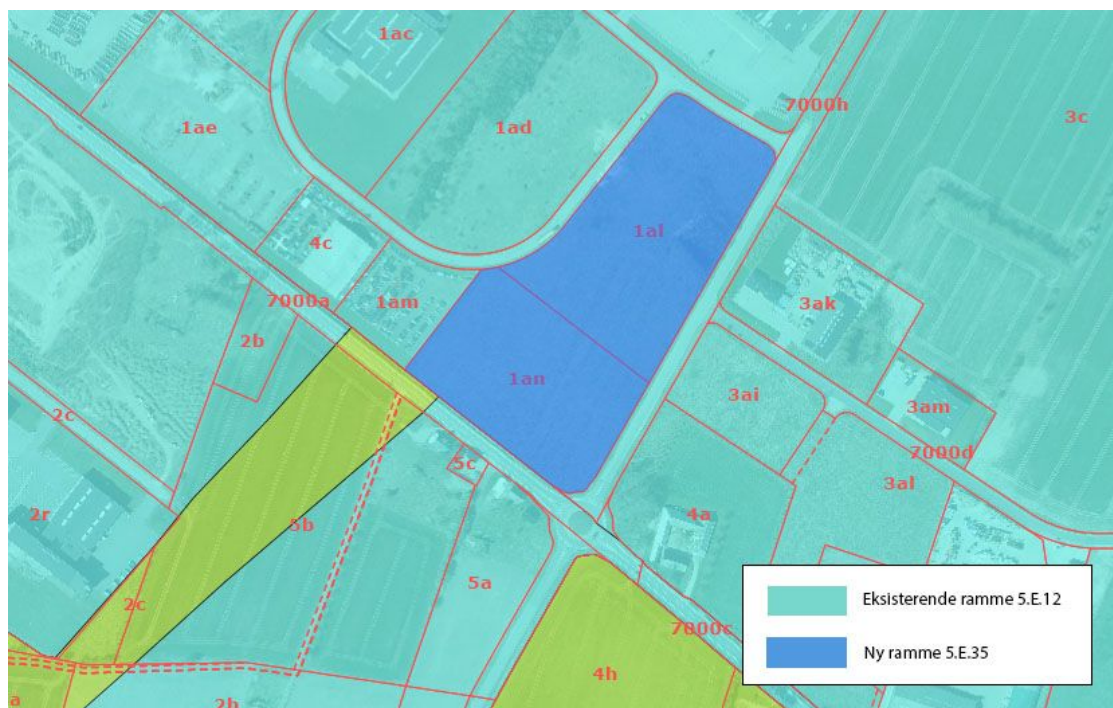 1ac
7000h
3c
1ae
1ad
1al
4c
7000a
1am
3ak
2b
1an
3ai
3am
2c
7000d
5c
3al
2r
5b
4a
5a
Eksisterende ramme 5.E.12
2c
7000c
Ny ramme 5.E.35
4h
a
2h